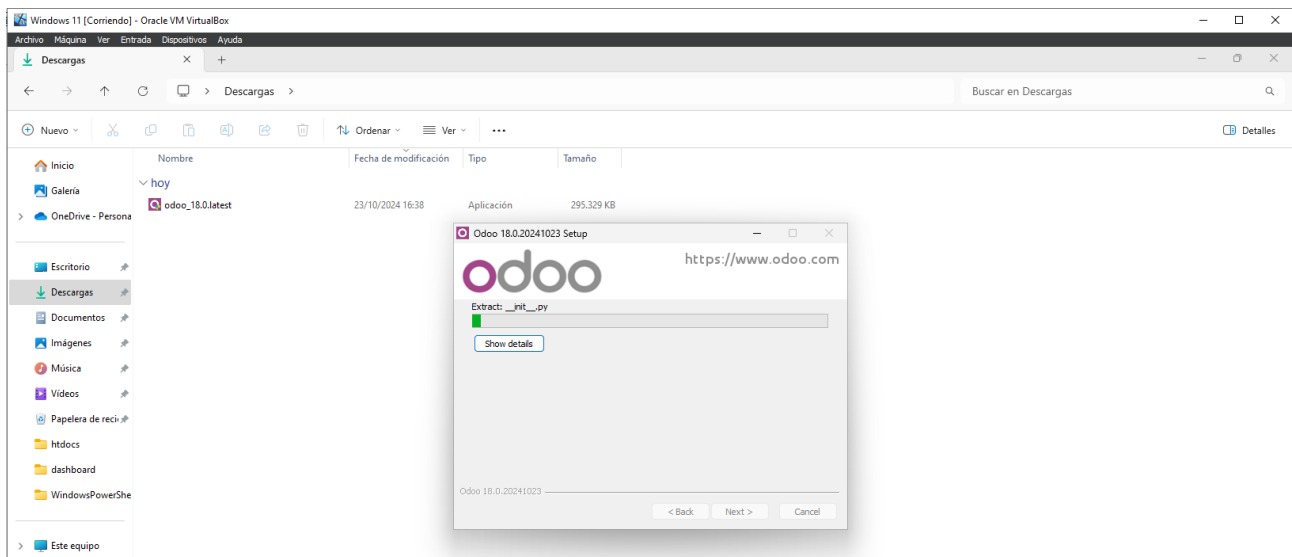 Windows 11 [Corriendo] - Oracle VM VirtualBox
Archivo Máquina Ver Entrada Dispositivos Ayuda
Descargas
Descargas
Buscar en Descargas
Nuevo
Ordenar
Ver
Detalles
Nombre Fecha de modificación Tipo Tamaño
hoy
odoo_18.0.latest 23/10/2024 16:38 Aplicación 295.329 KB
Inicio
Galería
OneDrive - Persona
Escritorio
Descargas
Documentos
Imágenes
Música
Vídeos
Papelera de reci
htdocs
dashboard
WindowsPowerShe
Este equipo
Odoo 18.0.20241023 Setup
odoo
https://www.odoo.com
Extract: __init__.py
Show details
Odoo 18.0.20241023
< Back Next > Cancel